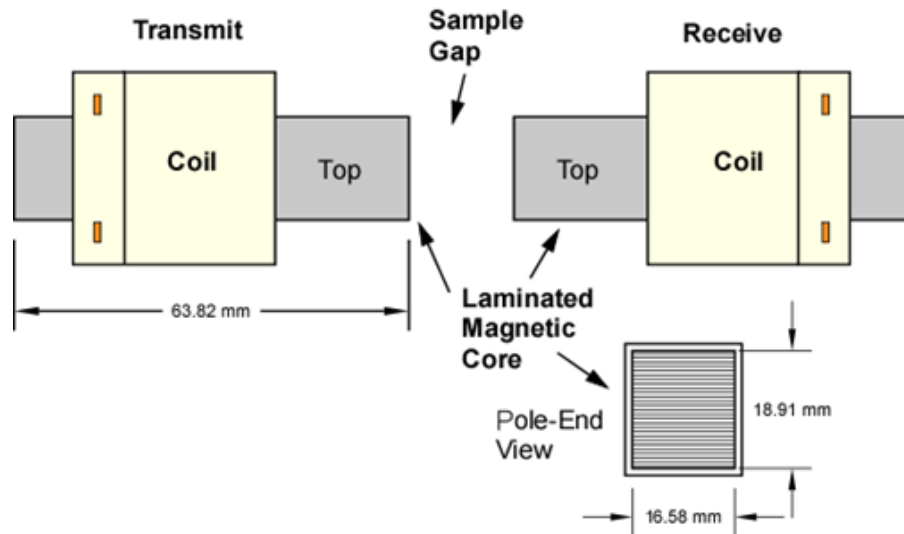 Transmit
Sample
Gap
Receive
Coil
Top
Top
Coil
63.82 mm
Laminated
Magnetic
Core
Pole-End
View
18.91 mm
16.58 mm